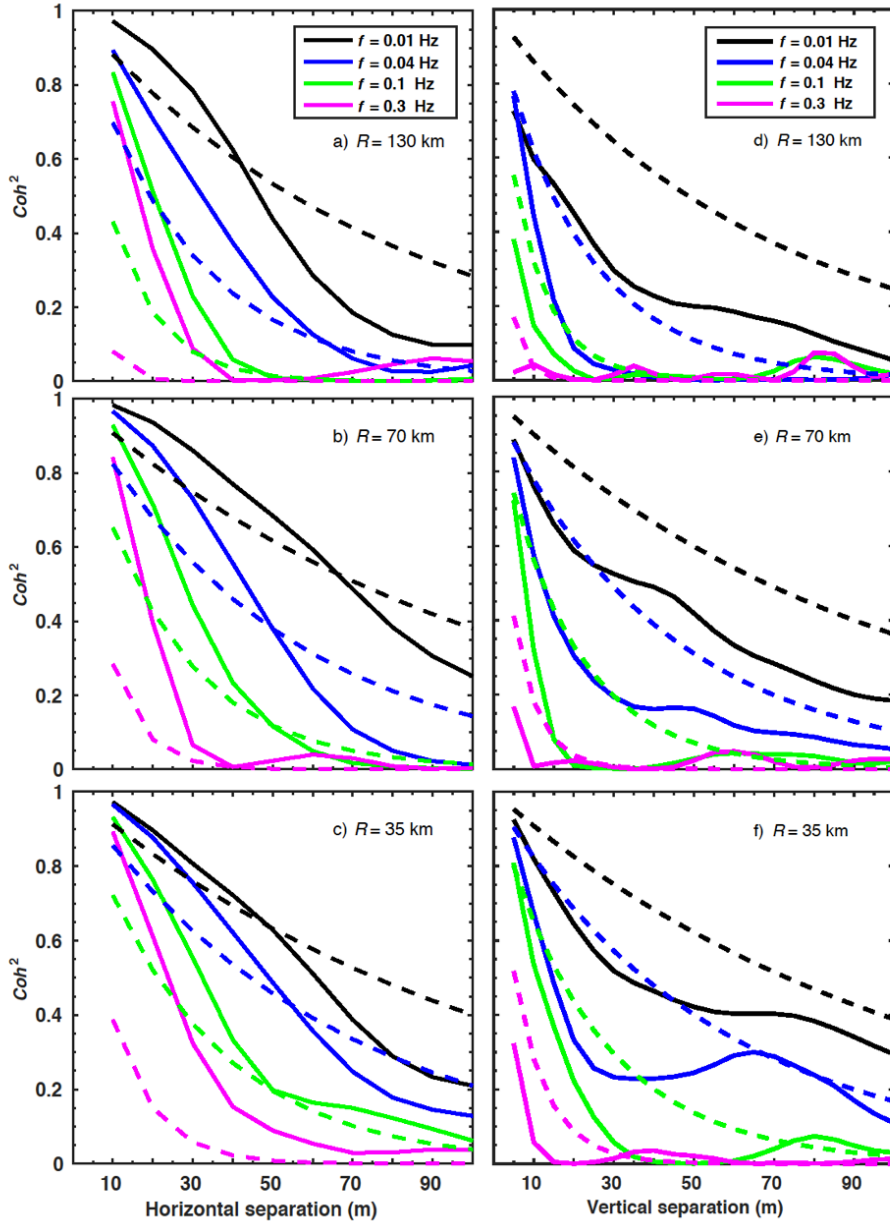 f = 0.01 Hz
f = 0.04 Hz
f = 0.1 Hz
f = 0.3 Hz
a) R = 130 km
Coh²
1
0.8
0.6
0.4
0.2
0
f = 0.01 Hz
f = 0.04 Hz
f = 0.1 Hz
f = 0.3 Hz
d) R = 130 km
b) R = 70 km
Coh²
1
0.8
0.6
0.4
0.2
0
e) R = 70 km
c) R = 35 km
Coh²
1
0.8
0.6
0.4
0.2
0
10 30 50 70 90
Horizontal separation (m)
f) R = 35 km
10 30 50 70 90
Vertical separation (m)